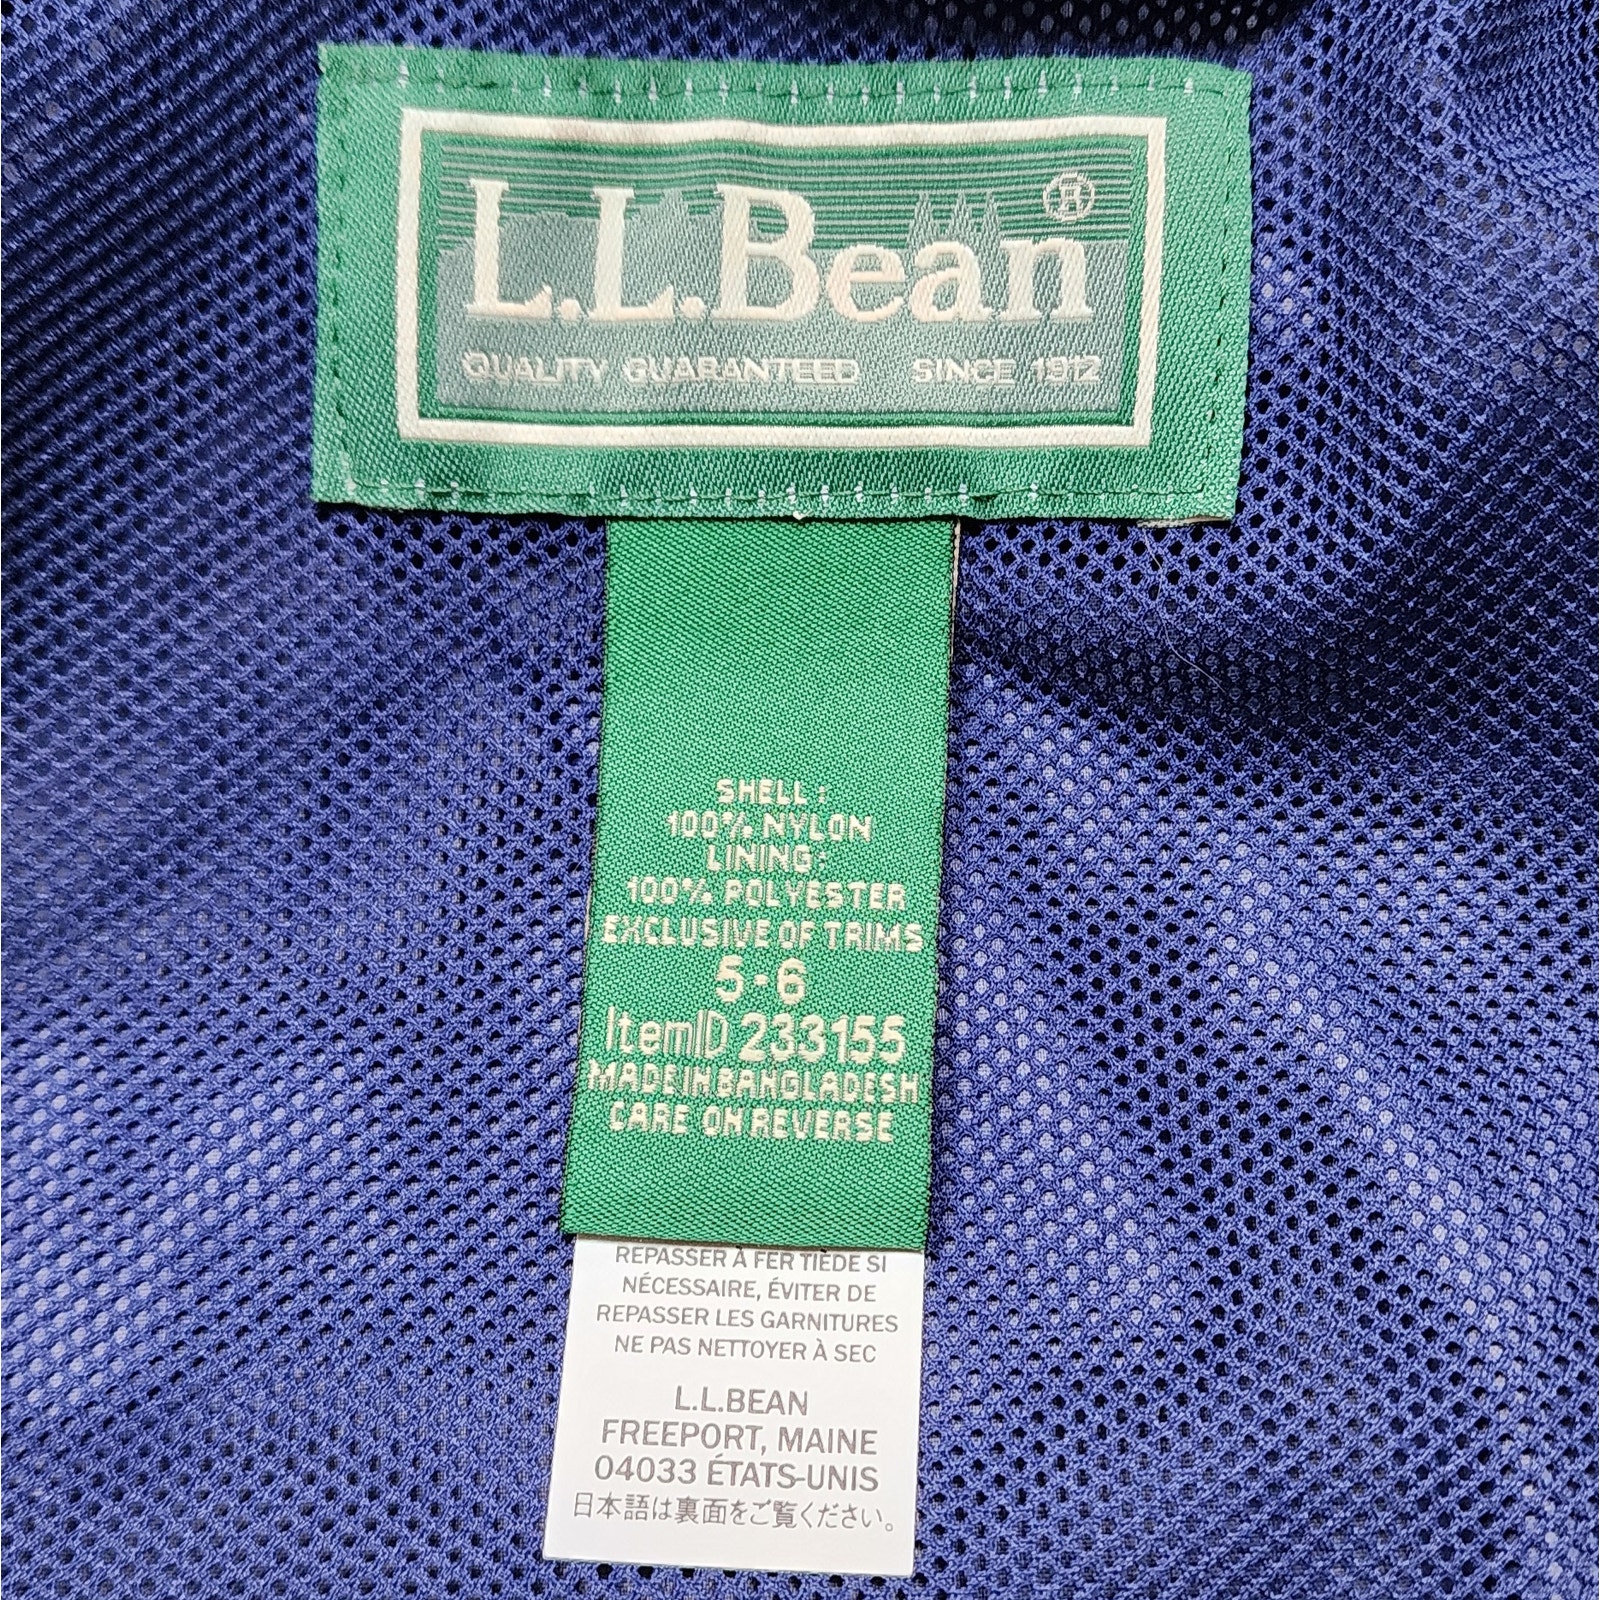 L.L.Bean®
QUALITY GUARANTEED SINCE 1912
SHELL:
100% NYLON
LINING:
100% POLYESTER
EXCLUSIVE OF TRIMS
5-6
ItemID 233155
MADE IN BANGLADESH
CARE ON REVERSE
REPASSER À FER TIÈDE SI
NÉCESSAIRE, ÉVITER DE
REPASSER LES GARNITURES
NE PAS NETTOYER À SEC
L.L.BEAN
FREEPORT, MAINE
04033 ÉTATS-UNIS
日本語は裏面をご覧ください。